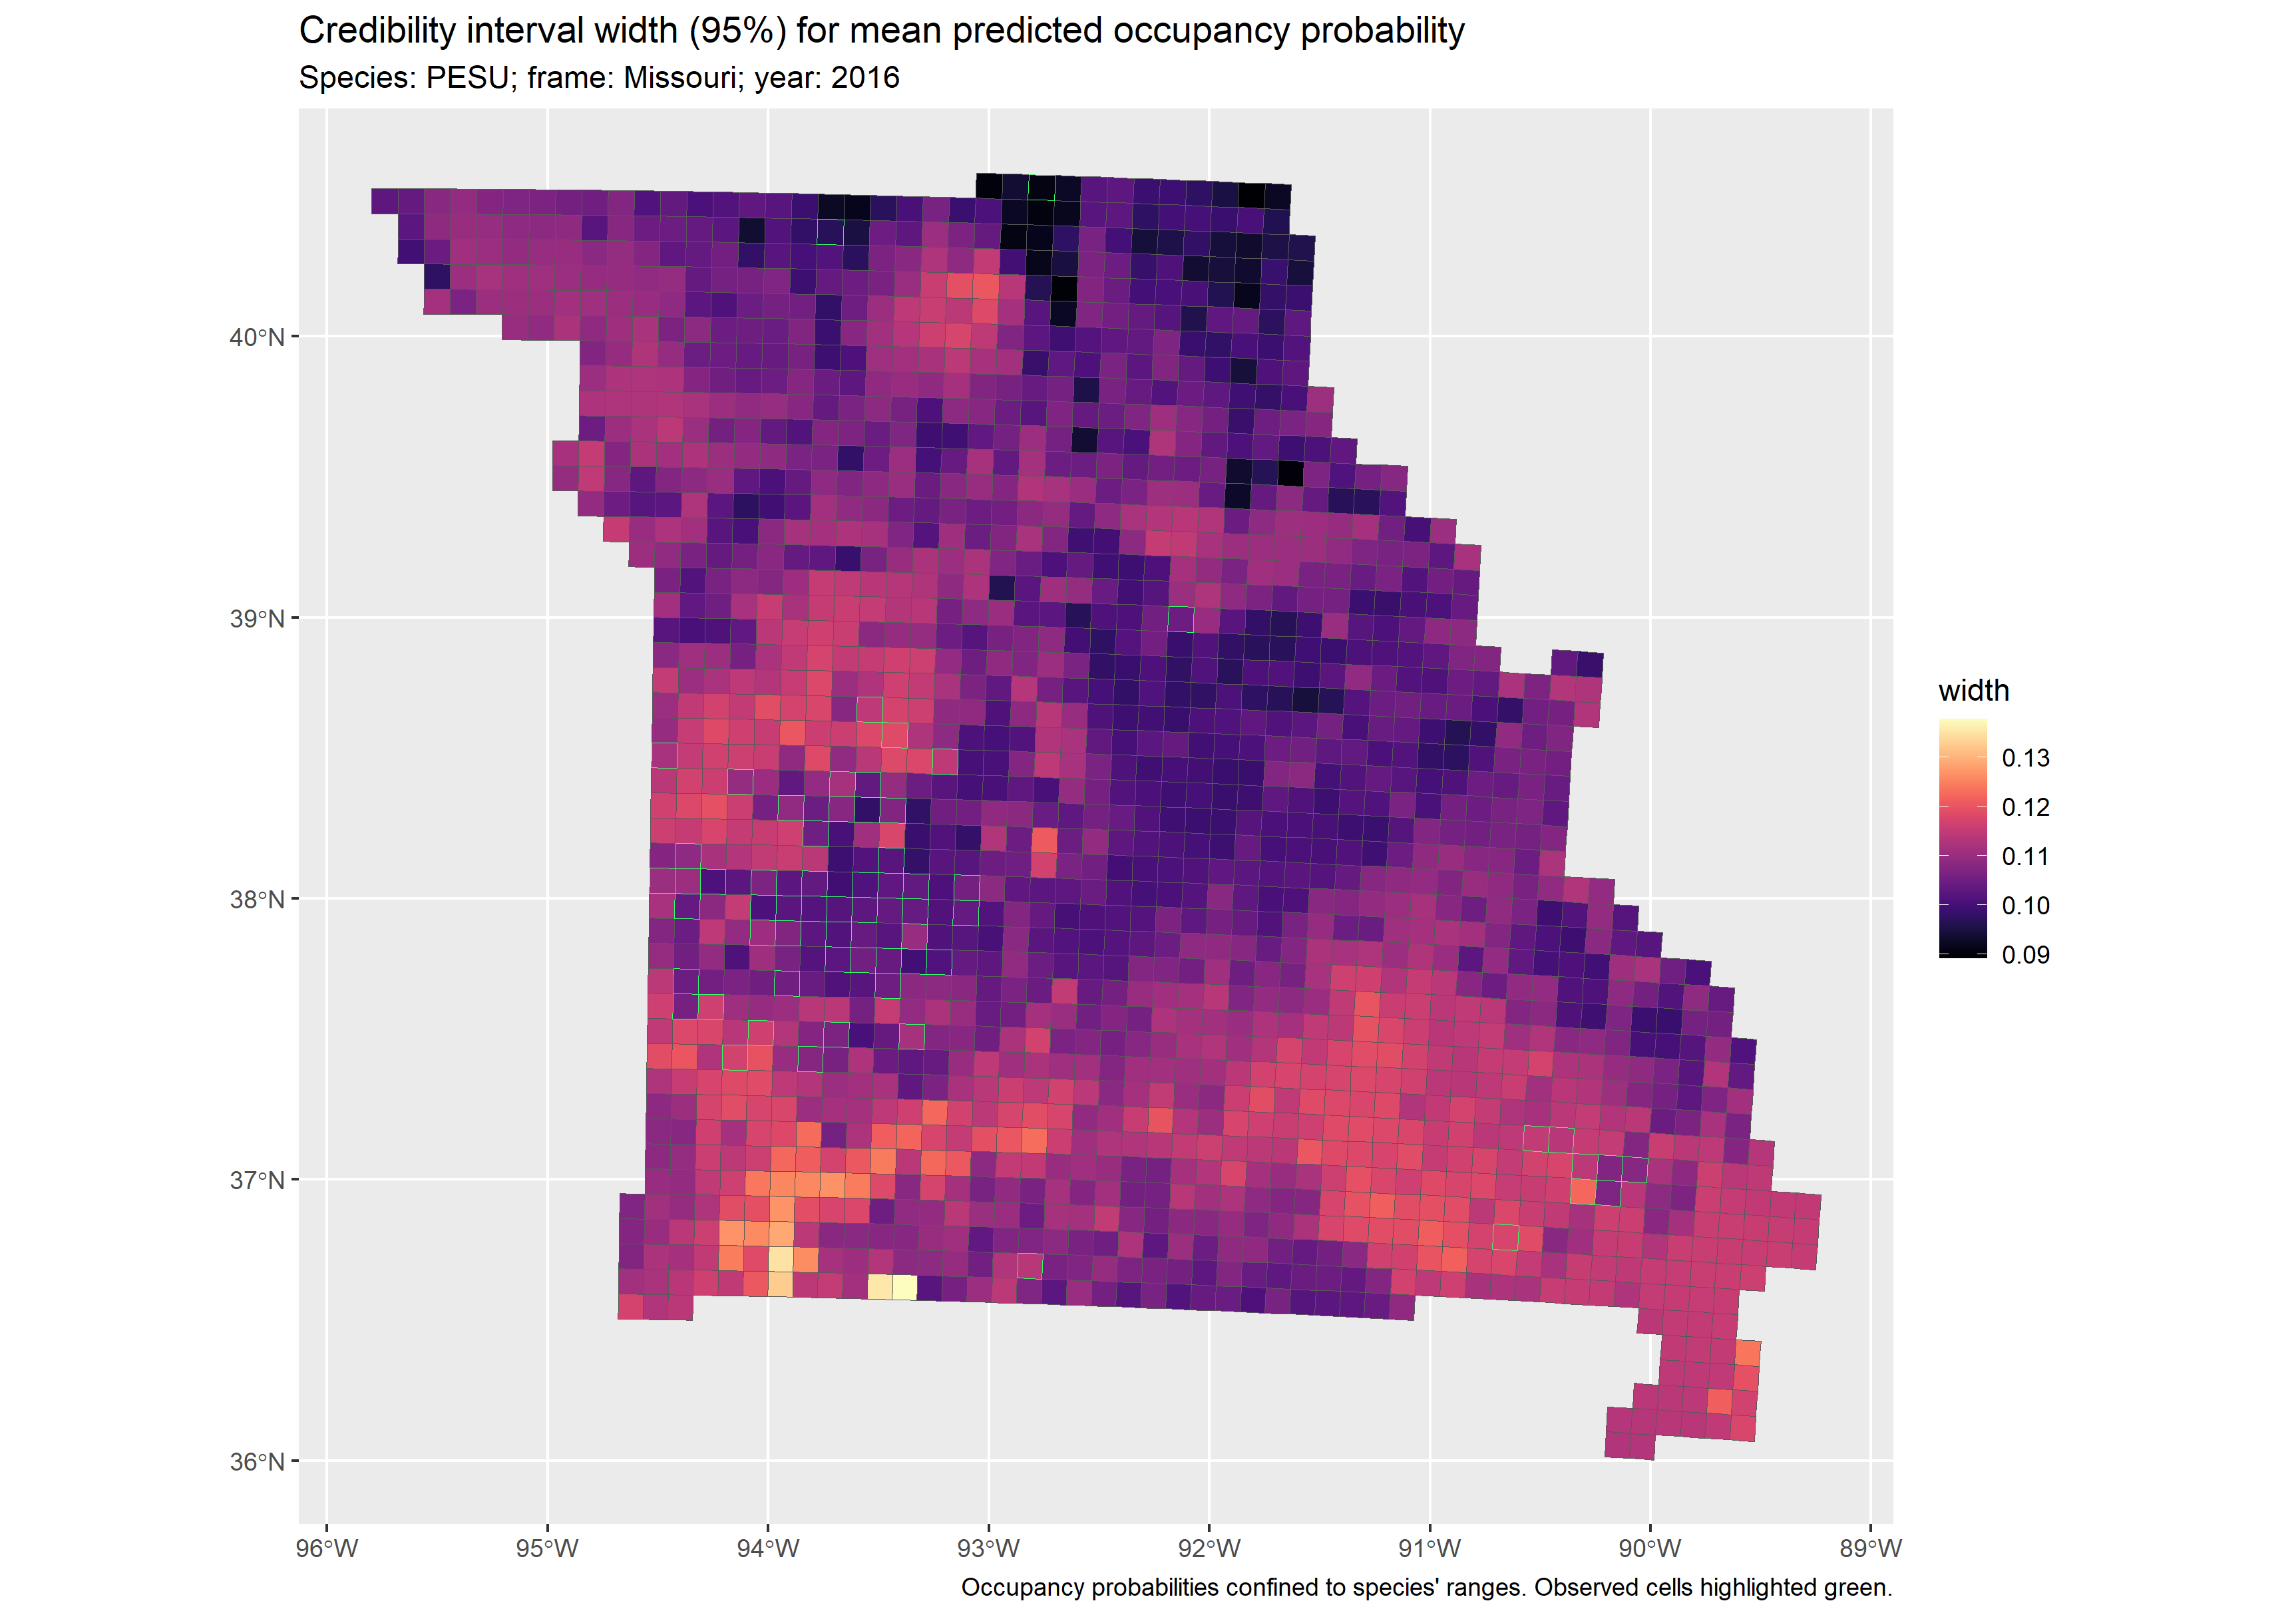 Credibility interval width (95%) for mean predicted occupancy probability
Species: PESU; frame: Missouri; year: 2016
40°N
39°N
38°N
37°N
36°N
96°W 95°W 94°W 93°W 92°W 91°W 90°W 89°W
width
0.13
0.12
0.11
0.10
0.09
Occupancy probabilities confined to species' ranges. Observed cells highlighted green.